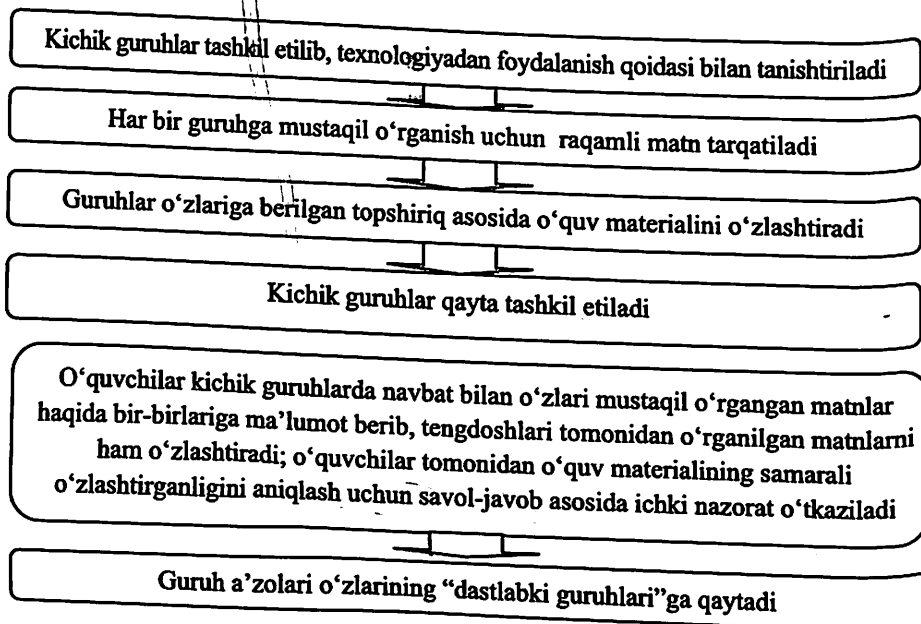 Kichik guruhlar tashkil etilib, texnologiyadan foydalanish qoidasi bilan tanishtiriladi
Har bir guruhga mustaqil o‘rganish uchun raqamli matn tarqatiladi
Guruhlar o‘zlariga berilgan topshiriq asosida o‘quv materialini o‘zlashtiradi
Kichik guruhlar qayta tashkil etiladi
O‘quvchilar kichik guruhlarda navbat bilan o‘zlari mustaqil o‘rgangan matnlar
haqida bir-birlariga ma’lumot berib, tengdoshlari tomonidan o‘rganilgan matnlarni
ham o‘zlashtiradi; o‘quvchilar tomonidan o‘quv materialining samarali
o‘zlashtirganligini aniqlash uchun savol-javob asosida ichki nazorat o‘tkaziladi
Guruh a’zolari o‘zlarining “dastlabki guruhlari”ga qaytadi